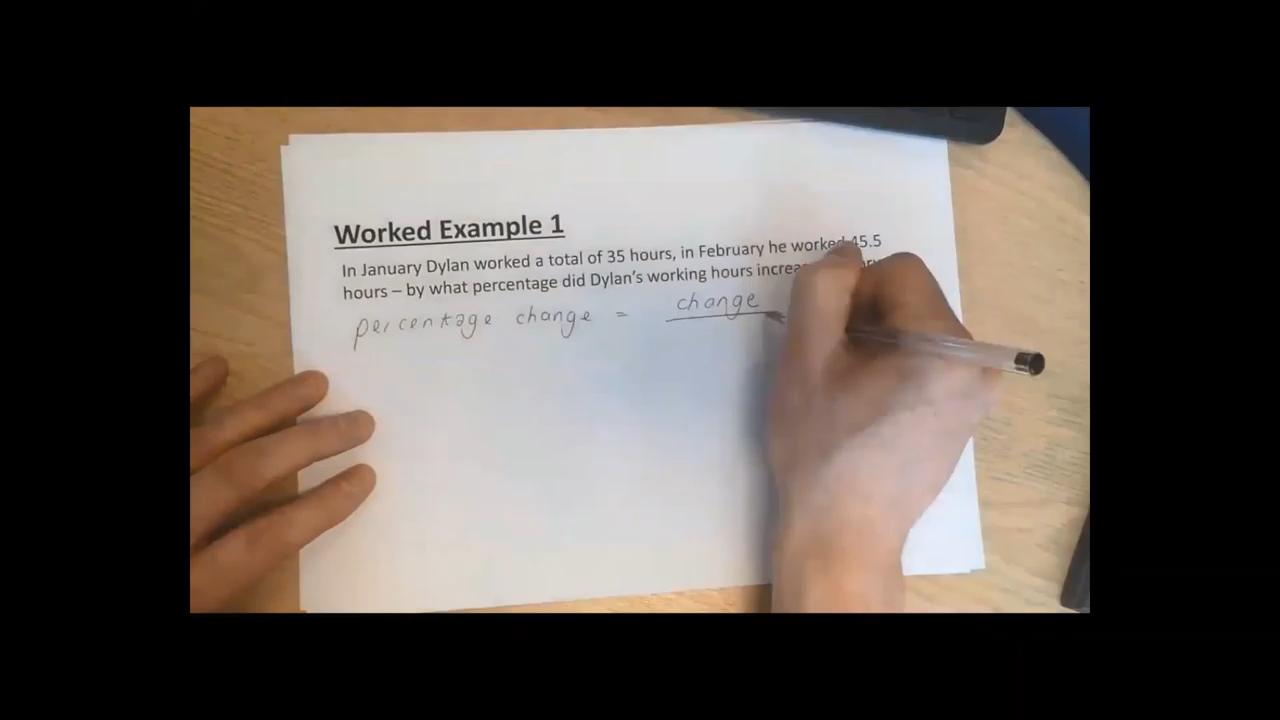 Worked Example 1
In January Dylan worked a total of 35 hours, in February he worked 45.5
hours – by what percentage did Dylan's working hours
percentage change = change